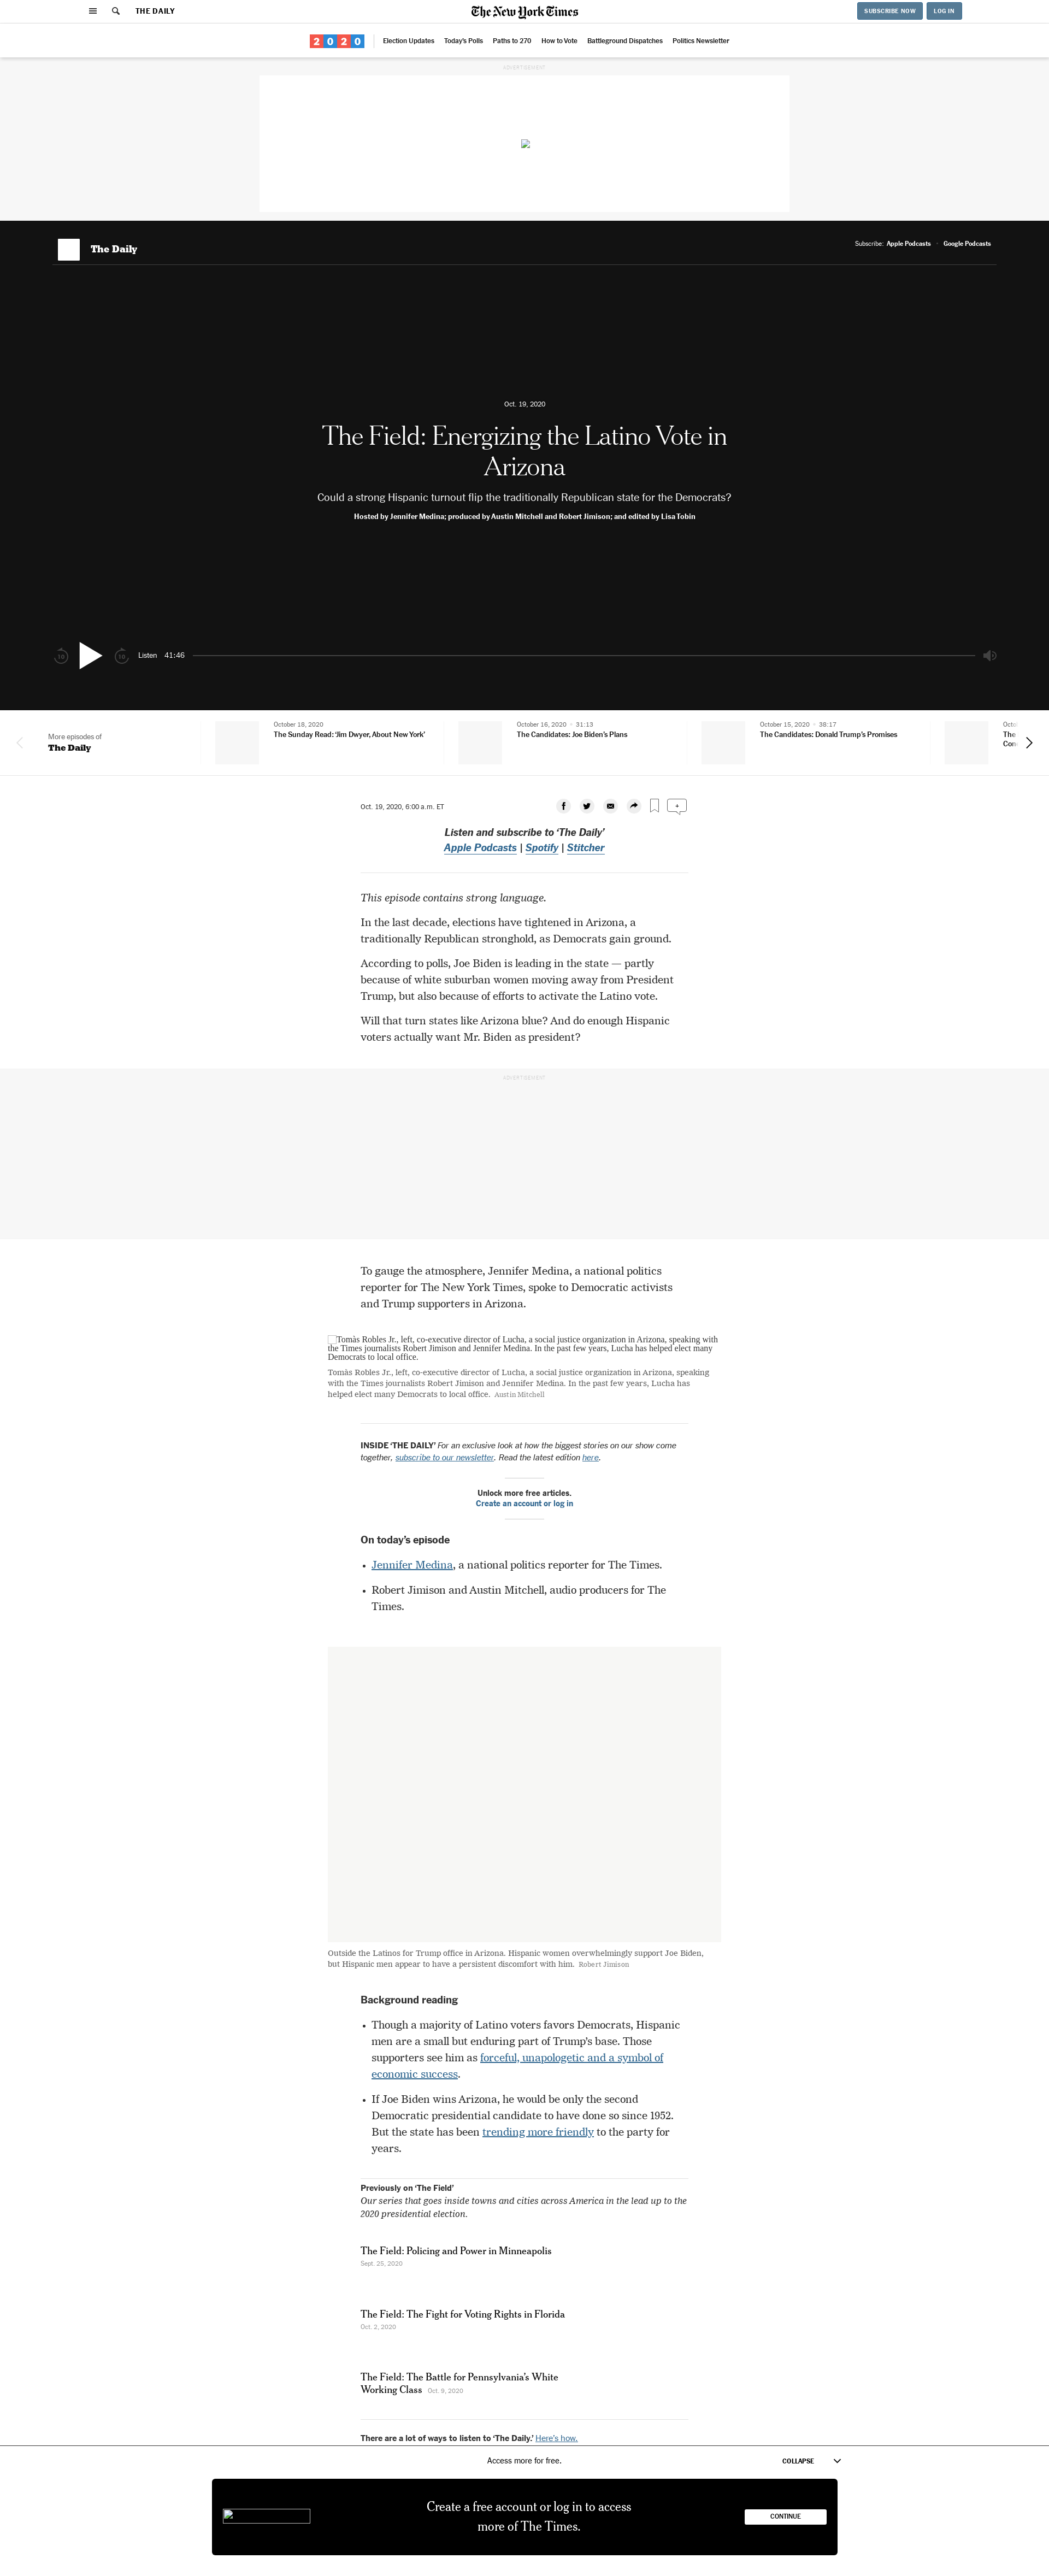 THE DAILY
The New York Times
SUBSCRIBE NOW
LOG IN
2020
Election Updates
Today's Polls
Paths to 270
How to Vote
Battleground Dispatches
Politics Newsletter
ADVERTISEMENT
The Daily
Subscribe: Apple Podcasts · Google Podcasts
Oct. 19, 2020
The Field: Energizing the Latino Vote in
Arizona
Could a strong Hispanic turnout flip the traditionally Republican state for the Democrats?
Hosted by Jennifer Medina; produced by Austin Mitchell and Robert Jimison; and edited by Lisa Tobin
10
10
Listen 41:46
More episodes of
The Daily
October 18, 2020
The Sunday Read: ‘Jim Dwyer, About New York’
October 16, 2020 · 31:13
The Candidates: Joe Biden’s Plans
October 15, 2020 · 38:17
The Candidates: Donald Trump’s Promises
Octo
The
Con
Oct. 19, 2020, 6:00 a.m. ET
Listen and subscribe to ‘The Daily’
Apple Podcasts | Spotify | Stitcher
This episode contains strong language.
In the last decade, elections have tightened in Arizona, a
traditionally Republican stronghold, as Democrats gain ground.
According to polls, Joe Biden is leading in the state — partly
because of white suburban women moving away from President
Trump, but also because of efforts to activate the Latino vote.
Will that turn states like Arizona blue? And do enough Hispanic
voters actually want Mr. Biden as president?
ADVERTISEMENT
To gauge the atmosphere, Jennifer Medina, a national politics
reporter for The New York Times, spoke to Democratic activists
and Trump supporters in Arizona.
Tomàs Robles Jr., left, co-executive director of Lucha, a social justice organization in Arizona, speaking with
the Times journalists Robert Jimison and Jennifer Medina. In the past few years, Lucha has helped elect many
Democrats to local office.
Tomàs Robles Jr., left, co-executive director of Lucha, a social justice organization in Arizona, speaking
with the Times journalists Robert Jimison and Jennifer Medina. In the past few years, Lucha has
helped elect many Democrats to local office. Austin Mitchell
INSIDE ‘THE DAILY’ For an exclusive look at how the biggest stories on our show come
together, subscribe to our newsletter. Read the latest edition here.
Unlock more free articles.
Create an account or log in
On today’s episode
• Jennifer Medina, a national politics reporter for The Times.
• Robert Jimison and Austin Mitchell, audio producers for The
Times.
Outside the Latinos for Trump office in Arizona. Hispanic women overwhelmingly support Joe Biden,
but Hispanic men appear to have a persistent discomfort with him. Robert Jimison
Background reading
• Though a majority of Latino voters favors Democrats, Hispanic
men are a small but enduring part of Trump’s base. Those
supporters see him as forceful, unapologetic and a symbol of
economic success.
• If Joe Biden wins Arizona, he would be only the second
Democratic presidential candidate to have done so since 1952.
But the state has been trending more friendly to the party for
years.
Previously on ‘The Field’
Our series that goes inside towns and cities across America in the lead up to the
2020 presidential election.
The Field: Policing and Power in Minneapolis
Sept. 25, 2020
The Field: The Fight for Voting Rights in Florida
Oct. 2, 2020
The Field: The Battle for Pennsylvania’s White
Working Class Oct. 9, 2020
There are a lot of ways to listen to ‘The Daily.’ Here’s how.
Access more for free.
COLLAPSE
Create a free account or log in to access
more of The Times.
CONTINUE